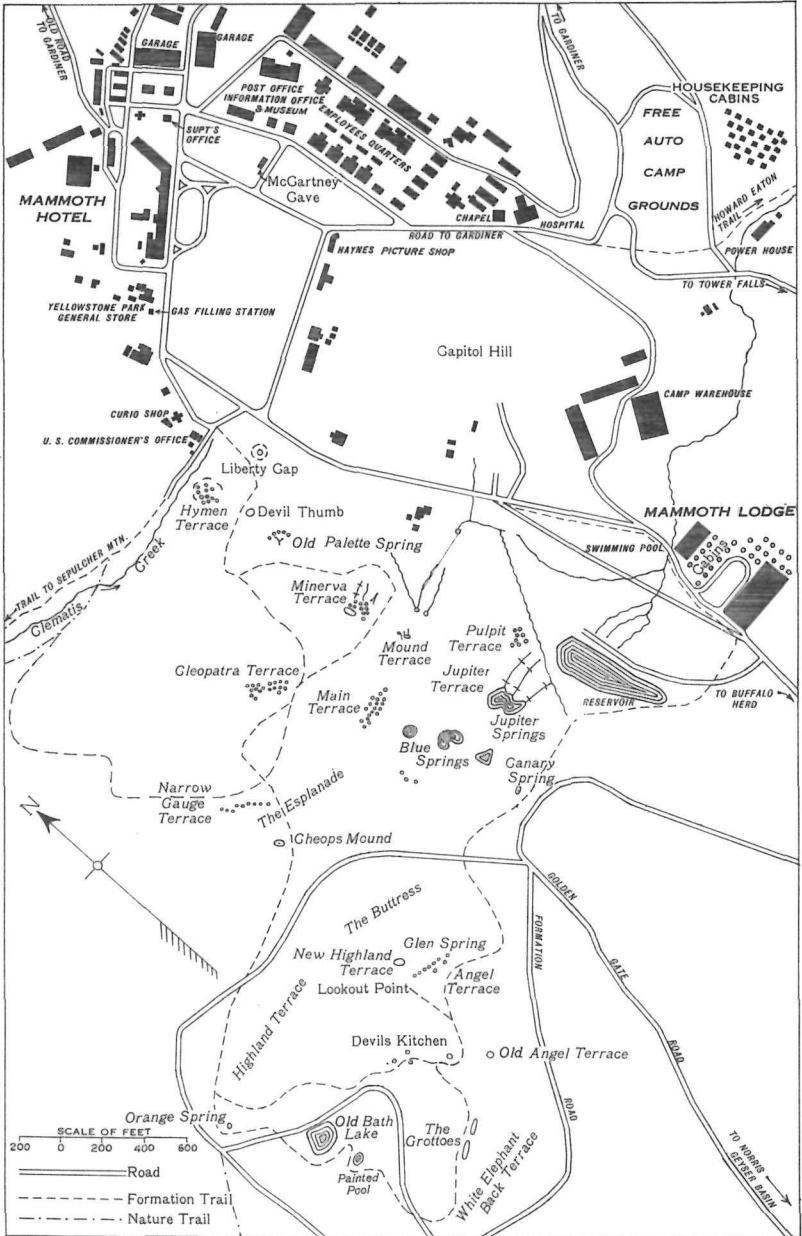 OLD ROAD
TO GARDINER
GARAGE
GARAGE
TO GARDINER
HOUSEKEEPING
CABINS
POST OFFICE
INFORMATION OFFICE
& MUSEUM
EMPLOYEES QUARTERS
FREE
AUTO
CAMP
GROUNDS
SUPT'S
OFFICE
McGartney
Gave
MAMMOTH
HOTEL
CHAPEL
HOSPITAL
HOWARD EATON
TRAIL
ROAD TO GARDINER
HAYNES PICTURE SHOP
POWER HOUSE
TO TOWER FALLS
YELLOWSTONE PARK
GENERAL STORE
GAS FILLING STATION
Gapitol Hill
CAMP WAREHOUSE
CURIO SHOP
U. S. COMMISSIONER'S OFFICE
Liberty Gap
Hymen
Terrace
Devil Thumb
MAMMOTH LODGE
Old Palette Spring
SWIMMING POOL
Cabins
TRAIL TO SEPULCHER MTN.
Glematis Creek
Minerva
Terrace
Mound
Terrace
Pulpit
Terrace
Gleopatra Terrace
Jupiter
Terrace
Main
Terrace
RESERVOIR
TO BUFFALO
HERD
Jupiter
Springs
Blue
Springs
Ganary
Spring
Narrow
Gauge
Terrace
The Esplanade
N
Gheops Mound
GOLDEN
GATE
ROAD
The Buttress
FORMATION
ROAD
Glen Spring
New Highland
Terrace
Angel
Terrace
Lookout Point
Highland Terrace
Devils Kitchen
Old Angel Terrace
Orange Spring
Old Bath
Lake
The
Grottoes
Painted
Pool
White Elephant
Back Terrace
TO NORRIS
GEYSER BASIN
SCALE OF FEET
200 0 200 400 600
Road
Formation Trail
Nature Trail